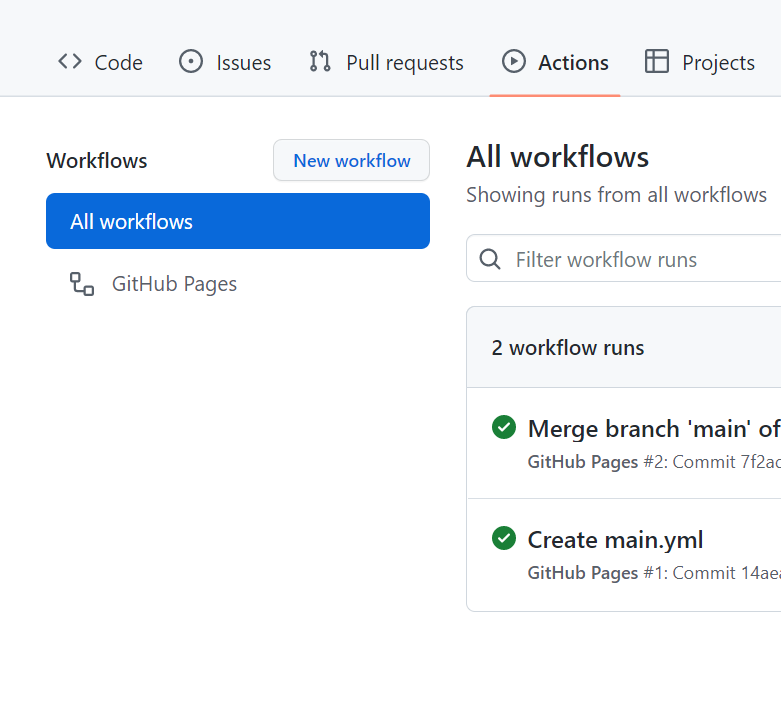 Code Issues Pull requests Actions Projects
Workflows New workflow
All workflows
GitHub Pages
All workflows
Showing runs from all workflows
Filter workflow runs
2 workflow runs
Merge branch 'main' of
GitHub Pages #2: Commit
Create main.yml
GitHub Pages #1: Commit